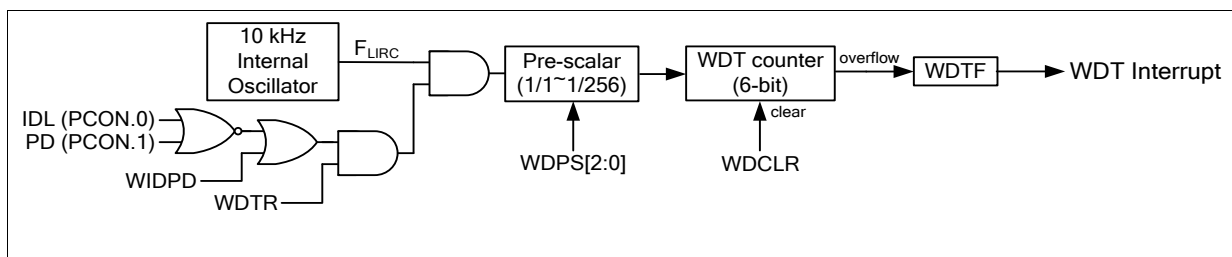 10 kHz
Internal
Oscillator
FLIRC
Pre-scalar
(1/1~1/256)
WDT counter
(6-bit)
overflow
clear
WDTF
WDT Interrupt
IDL (PCON.0)
PD (PCON.1)
WIDPD
WDTR
WDPS[2:0]
WDCLR